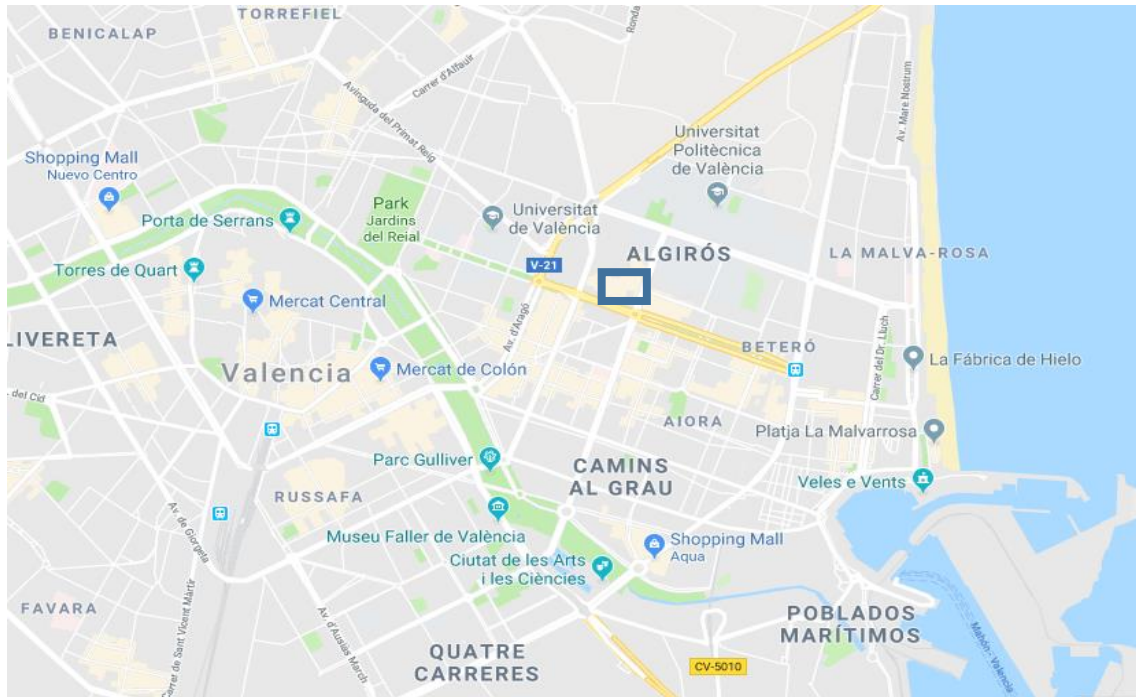 TORREFIEL
BENICALAP
Ronda
Carrer d'Alfauir
Avinguda del Primat Reig
Av. Mare Nostrum
Universitat
Politècnica
de València
Shopping Mall
Nuevo Centro
Park
Jardins
del Reial
Porta de Serrans
Universitat
de València
ALGIRÓS
LA MALVA-ROSA
V-21
Torres de Quart
Mercat Central
LIVERETA
Av. d'Aragó
BETERÓ
Carrer del Dr. Lluch
La Fábrica de Hielo
Valencia
Mercat de Colón
del Cid
AIORA
Platja La Malvarrosa
Parc Gulliver
CAMINS
AL GRAU
Veles e Vents
RUSSAFA
Av. de Giorgeta
Museu Faller de València
Shopping Mall
Aqua
Ciutat de les Arts
i les Ciències
FAVARA
Carrer de Sant Vicent Màrtir
Av. d'Ausiàs March
POBLADOS
MARÍTIMOS
Mahón - Valencia
QUATRE
CARRERES
CV-5010